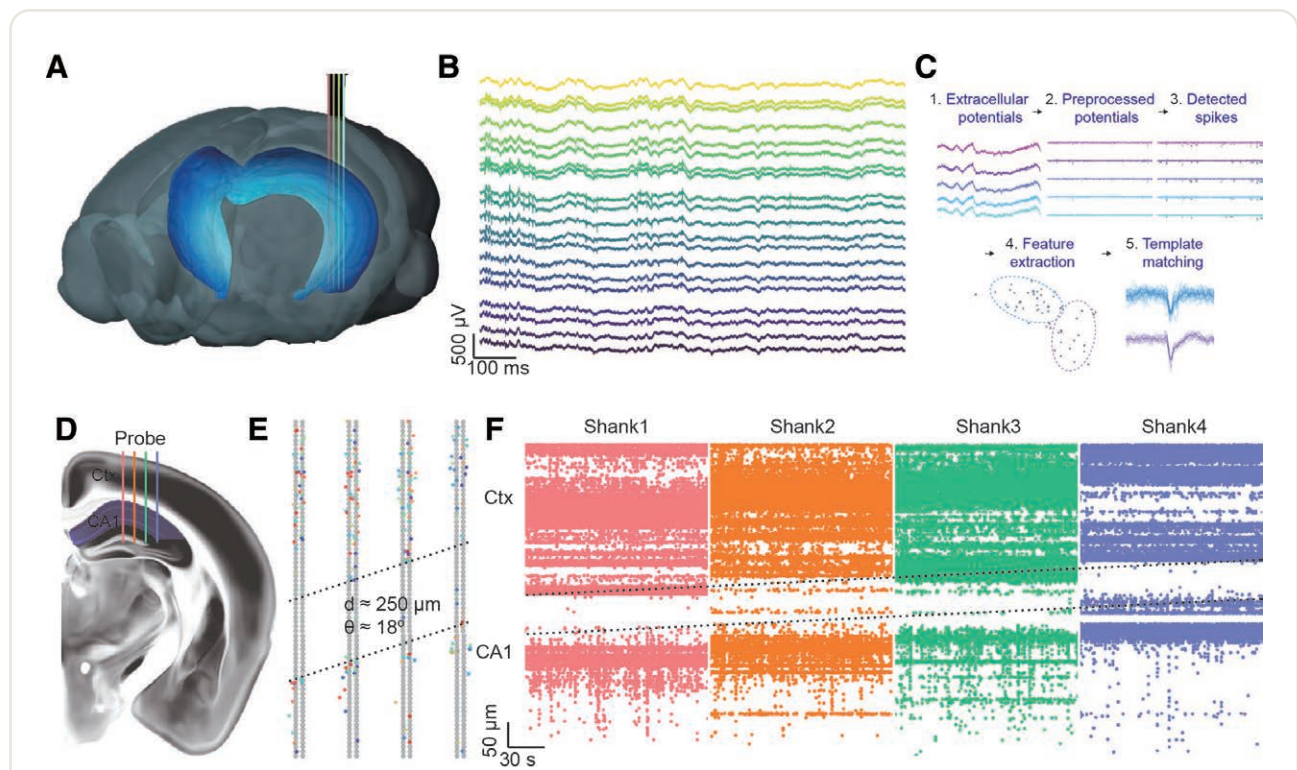 A
B
C
1. Extracellular potentials
2. Preprocessed potentials
3. Detected spikes
4. Feature extraction
5. Template matching
500 µV
100 ms
D
Probe
Ctx
CA1
E
d ≈ 250 µm
θ ≈ 18°
F
Shank1
Shank2
Shank3
Shank4
Ctx
CA1
50 µm
30 s